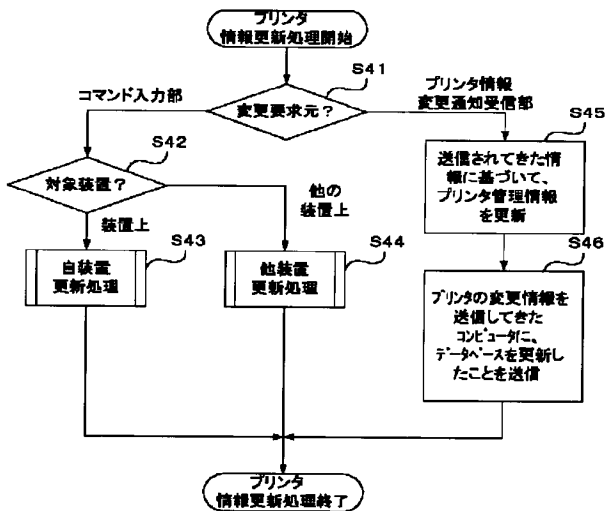 プリンタ
情報更新処理開始
S41
変更要求元？
コマンド入力部
プリンタ情報
変更通知受信部
S42
対象装置？
装置上
他の
装置上
S43
自装置
更新処理
S44
他装置
更新処理
S45
送信されてきた情
報に基づいて、
プリンタ管理情報
を更新
S46
プリンタの変更情報を
送信してきた
コンピュータに、
データベースを更新し
たことを送信
プリンタ
情報更新処理終了